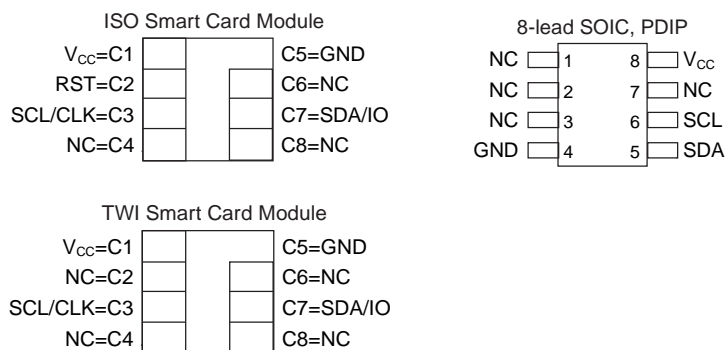 ISO Smart Card Module
VCC=C1 C5=GND
RST=C2 C6=NC
SCL/CLK=C3 C7=SDA/IO
NC=C4 C8=NC
8-lead SOIC, PDIP
NC 1 8 VCC
NC 2 7 NC
NC 3 6 SCL
GND 4 5 SDA
TWI Smart Card Module
VCC=C1 C5=GND
NC=C2 C6=NC
SCL/CLK=C3 C7=SDA/IO
NC=C4 C8=NC